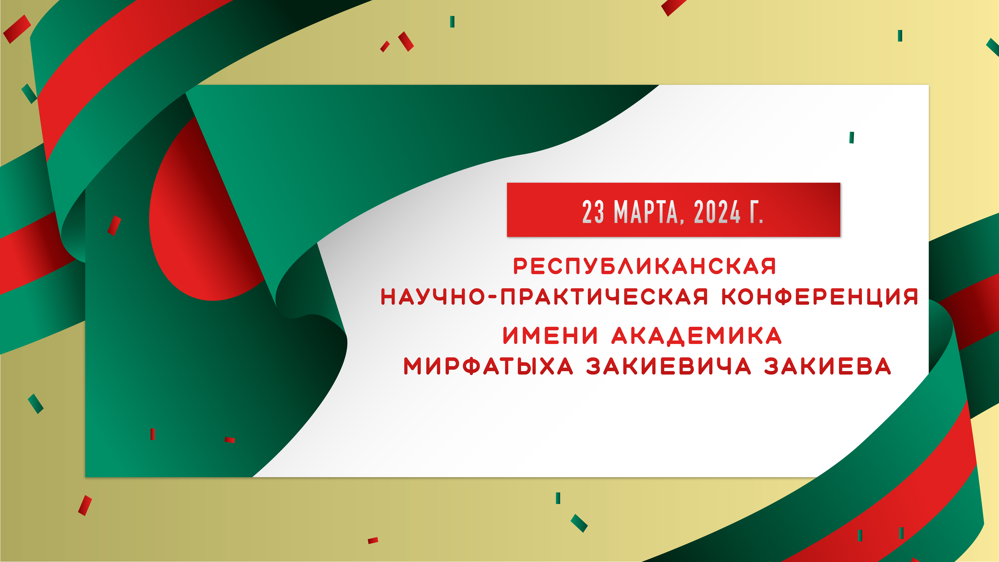 23 МАРТА, 2024 Г.
РЕСПУБЛИКАНСКАЯ
НАУЧНО-ПРАКТИЧЕСКАЯ КОНФЕРЕНЦИЯ
ИМЕНИ АКАДЕМИКА
МИРФАТЫХА ЗАКИЕВИЧА ЗАКИЕВА